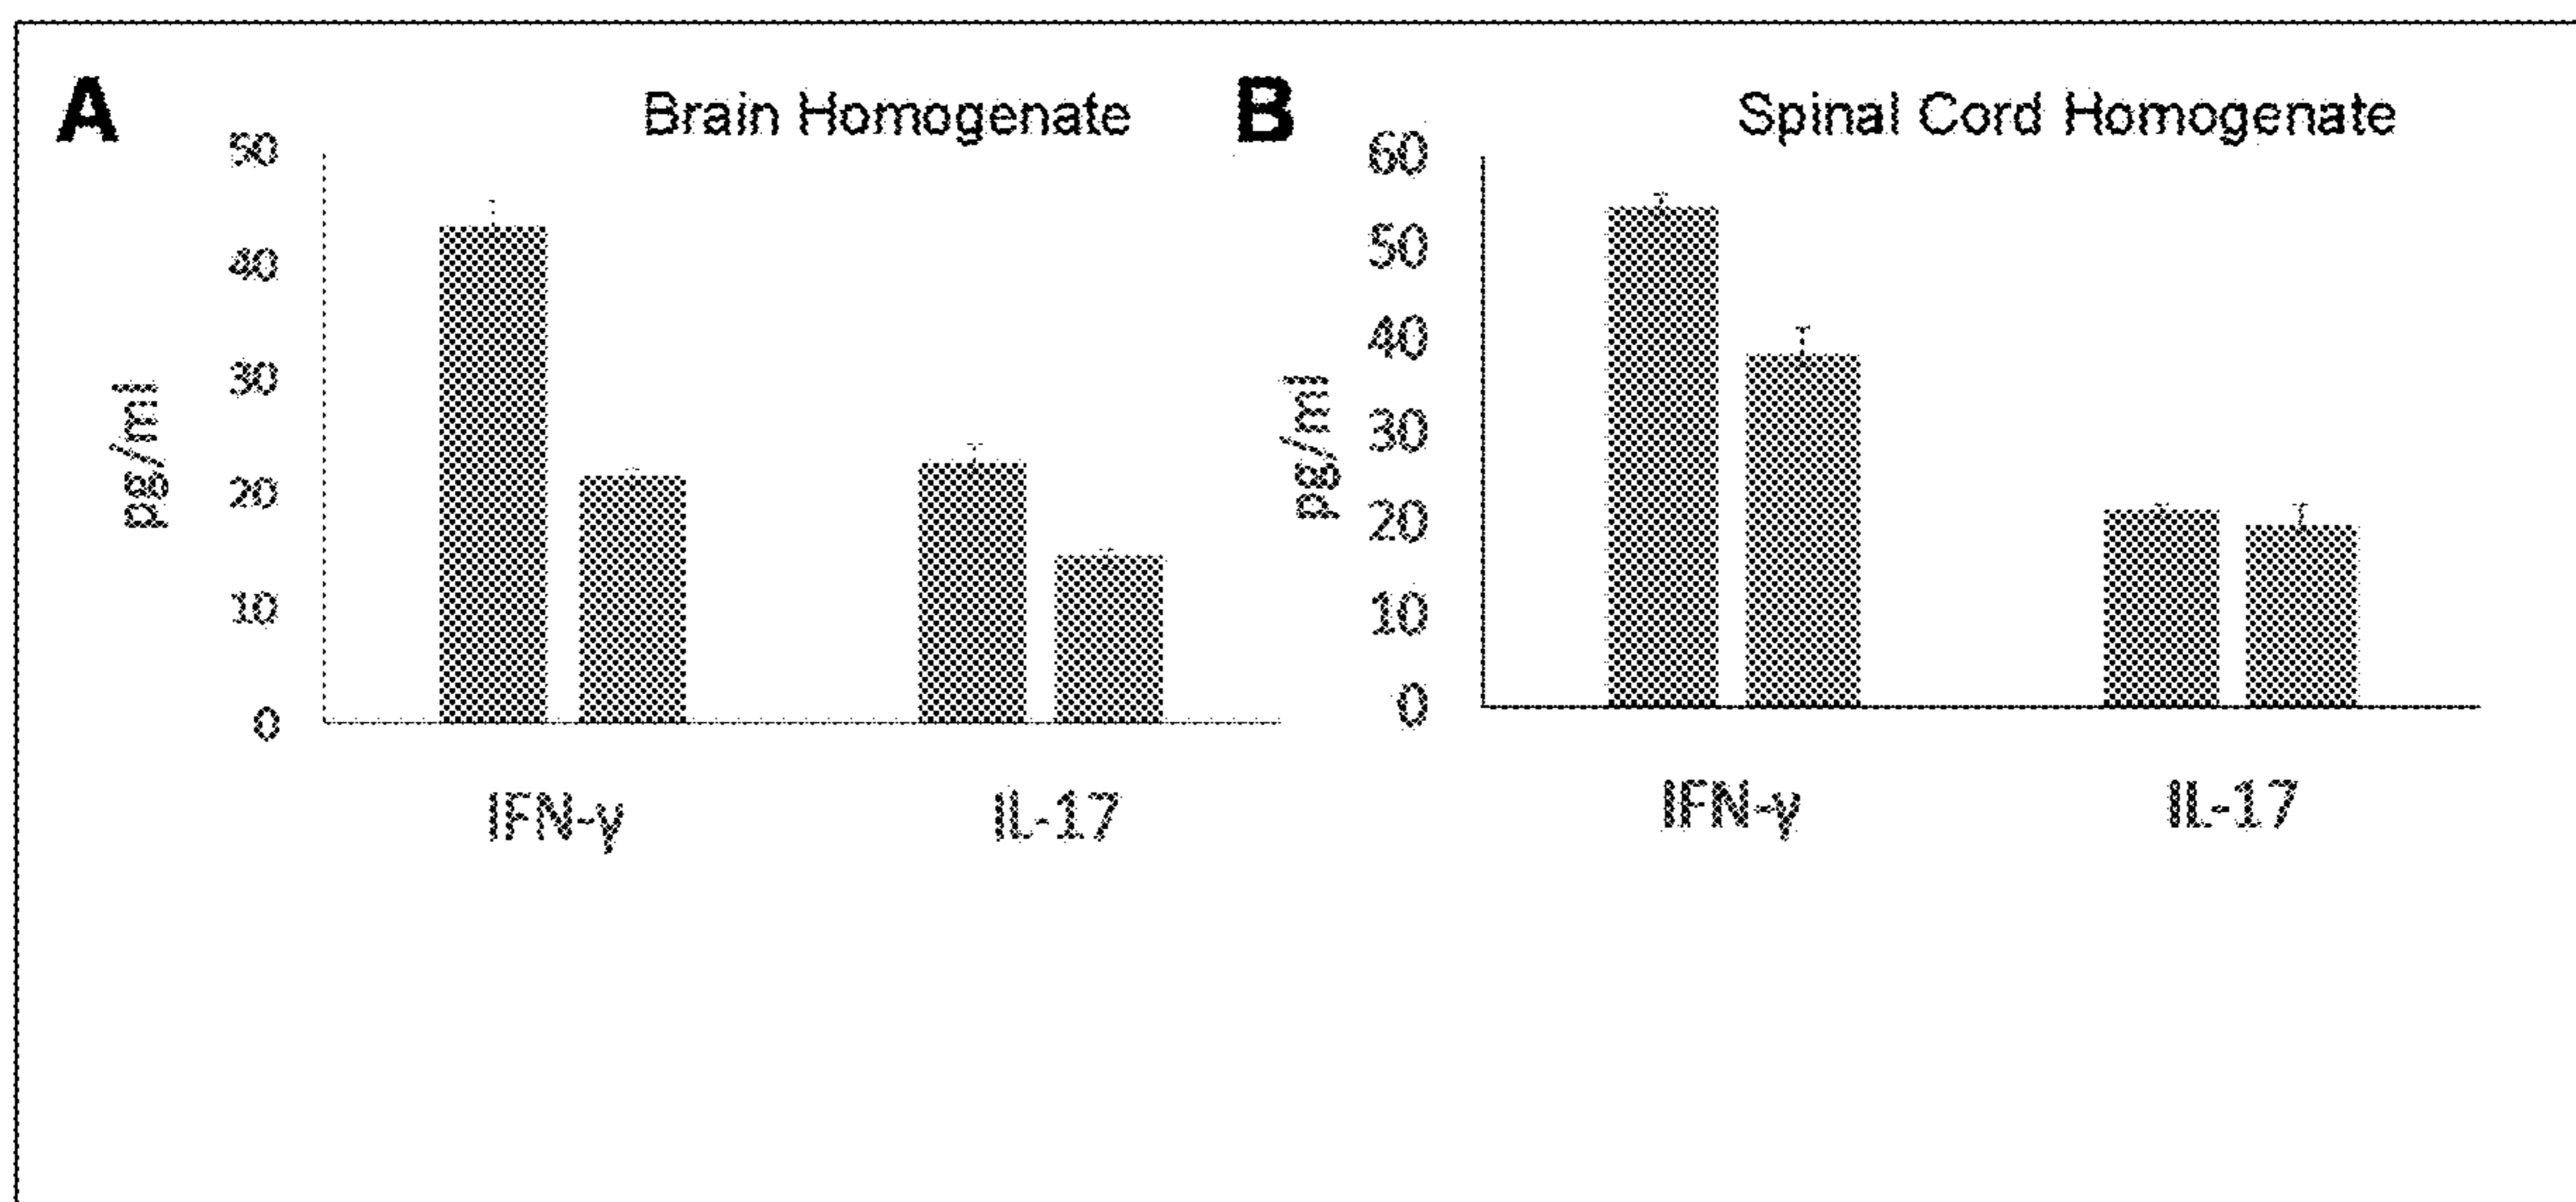 A
Brain Homogenate
50
40
30
20
10
0
pg/ml
IFN-γ
IL-17
B
Spinal Cord Homogenate
60
50
40
30
20
10
0
pg/ml
IFN-γ
IL-17